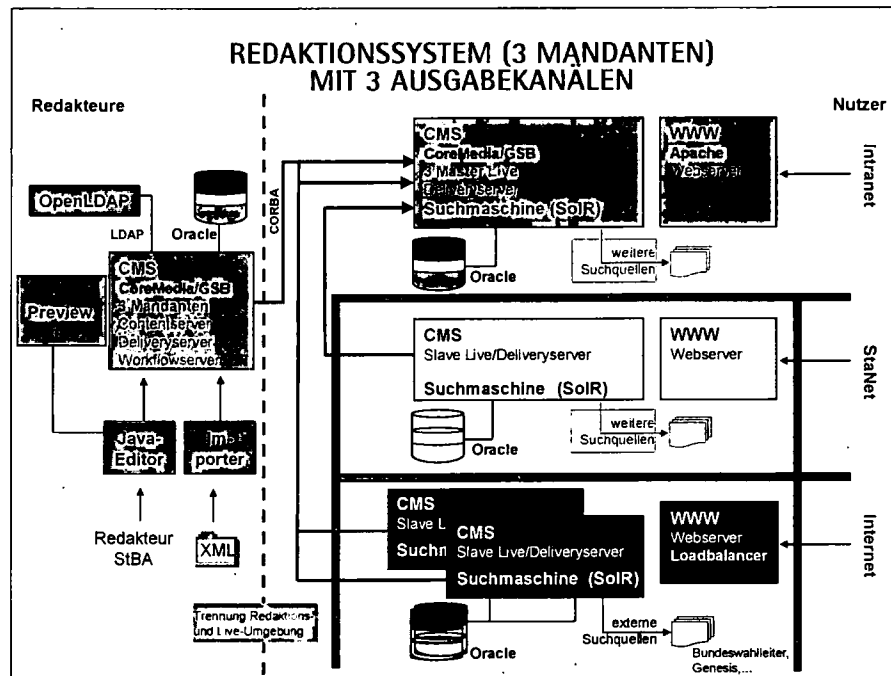 REDAKTIONSSYSTEM (3 MANDANTEN)
MIT 3 AUSGABEKANÄLEN
Redakteure
Nutzer
OpenLDAP
LDAP
Oracle
CORBA
CMS
CoreMedia/GSB
3 Mandanten
Contentserver
Deliveryserver
Workflowserver
Preview
Java-
Editor
Im-
porter
Redakteur
StBA
XML
Trennung Redaktions-
und Live-Umgebung
CMS
CoreMedia/GSB
3 Master Live
Deliveryserver
Suchmaschine (SolR)
WWW
Apache
Webserver
Intranet
Oracle
weitere
Suchquellen
CMS
Slave Live/Deliveryserver
Suchmaschine (SolR)
WWW
Webserver
StaNet
Oracle
weitere
Suchquellen
CMS
Slave L
Suchm
CMS
Slave Live/Deliveryserver
Suchmaschine (SolR)
WWW
Webserver
Loadbalancer
Internet
Oracle
externe
Suchquellen
Bundeswahlleiter,
Genesis,...